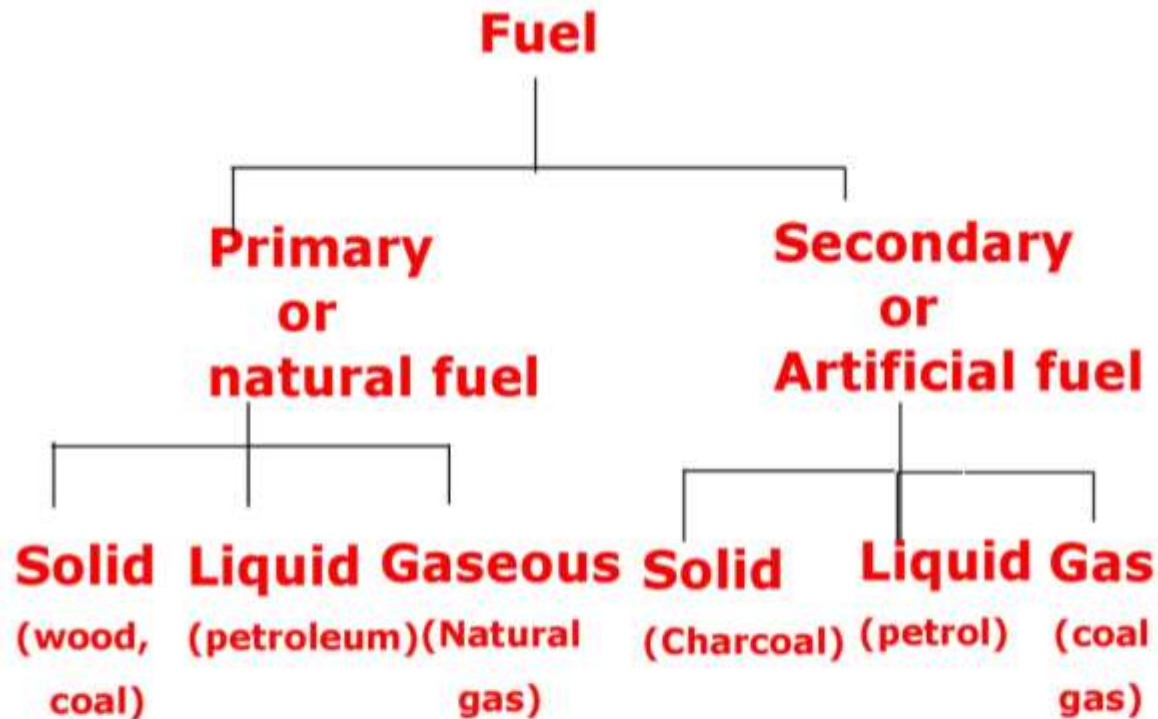 Fuel
Primary
or
natural fuel
Secondary
or
Artificial fuel
Solid
(wood,
coal)
Liquid
(petroleum)
Gaseous
(Natural
gas)
Solid
(Charcoal)
Liquid
(petrol)
Gas
(coal
gas)